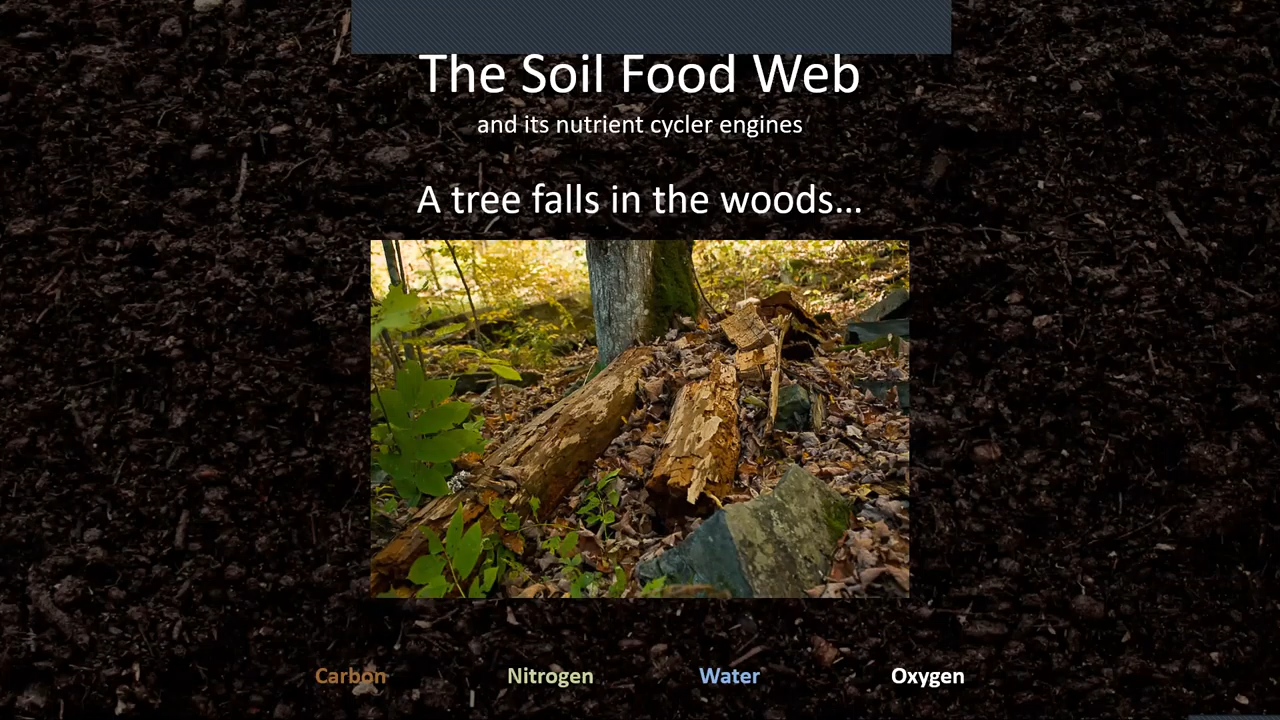 The Soil Food Web
and its nutrient cycler engines
A tree falls in the woods...
Carbon Nitrogen Water Oxygen